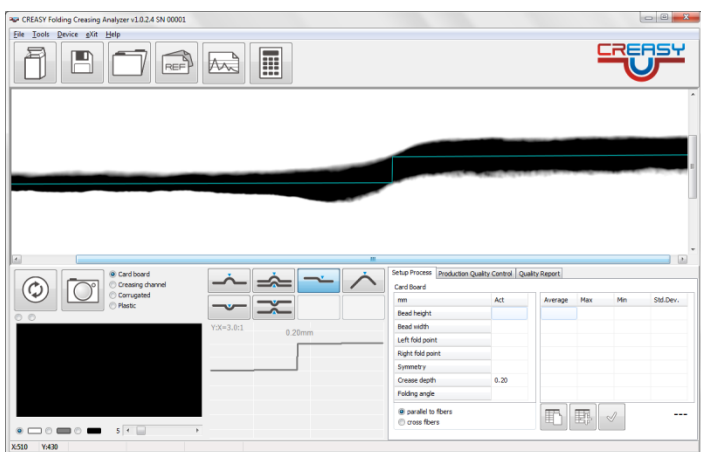 CREASY Folding Creasing Analyzer v1.0.2.4 SN 00001
File Tools Device eXit Help
REF
CREASY
Card board
Creasing channel
Corrugated
Plastic
Y:X=3.0:1
0.20mm
5
Setup Process Production Quality Control Quality Report
Card Board
mm Act Average Max Min Std.Dev.
Bead height
Bead width
Left fold point
Right fold point
Symmetry
Crease depth 0.20
Folding angle
parallel to fibers
cross fibers
---
X:510 Y:430